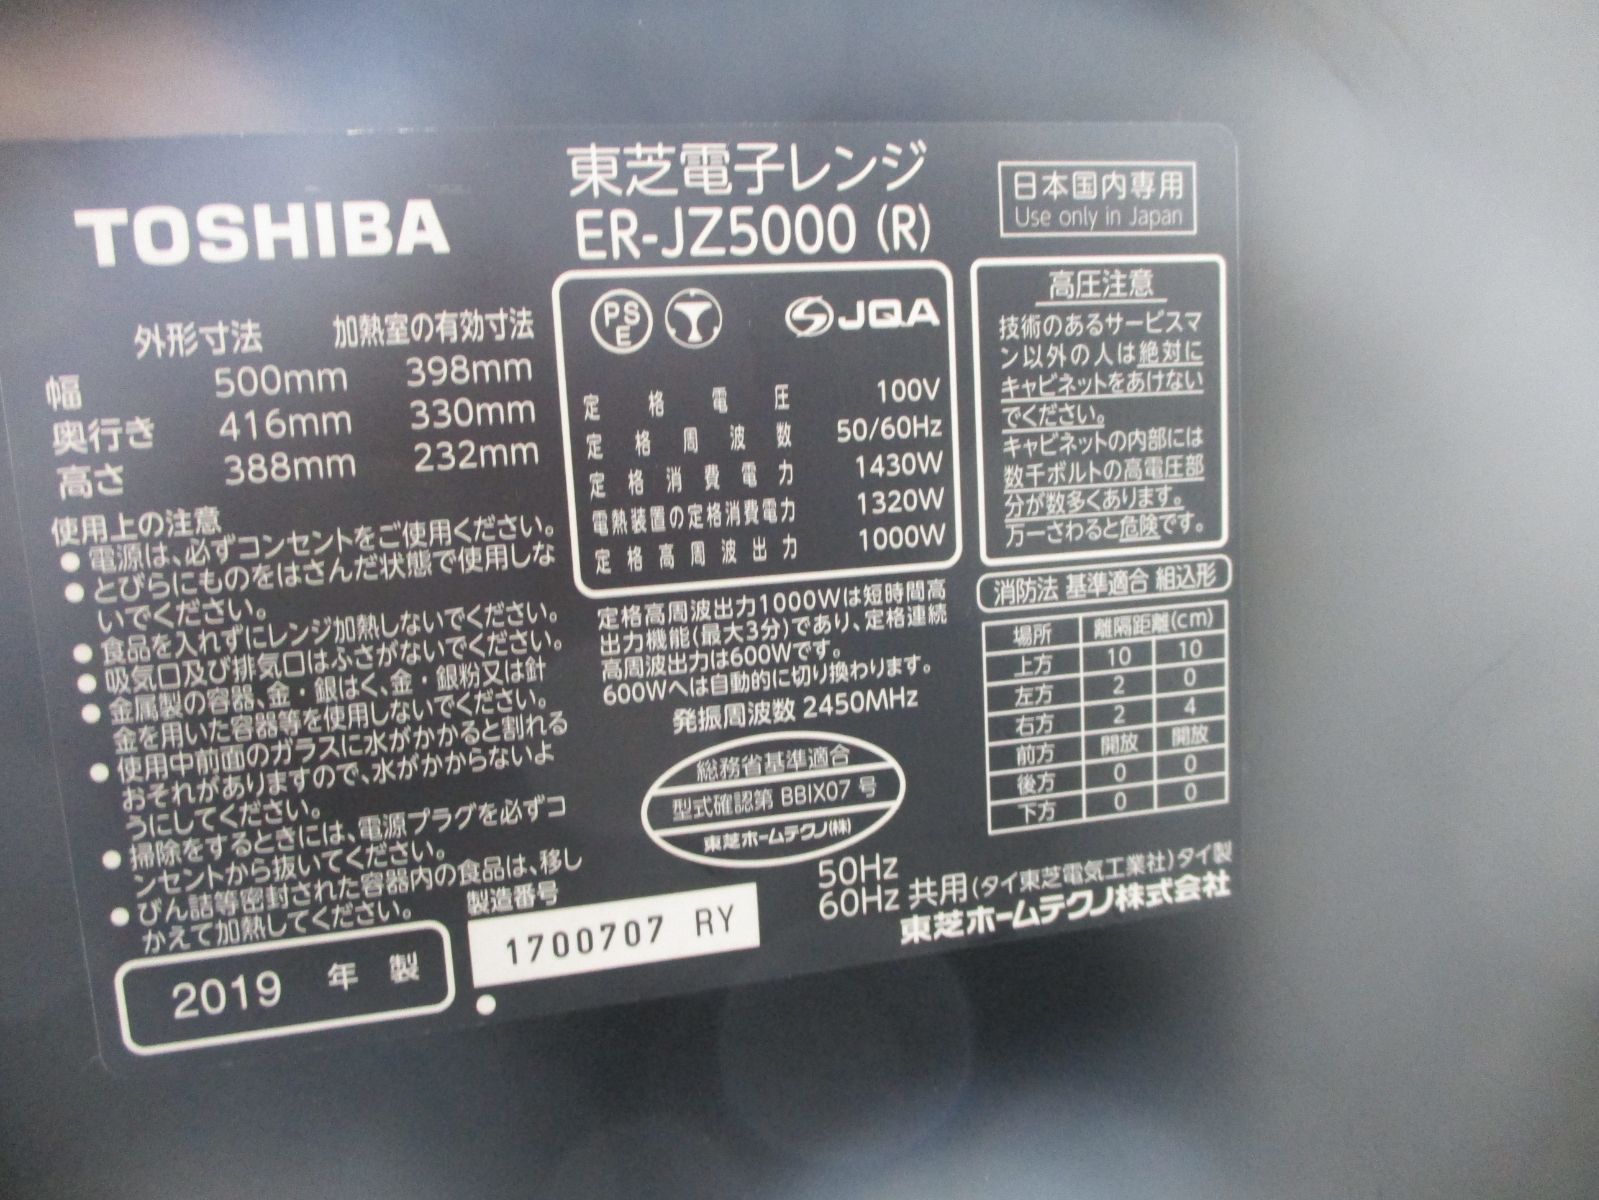 TOSHIBA
東芝電子レンジ
ER-JZ5000 (R)
日本国内専用
Use only in Japan
外形寸法 加熱室の有効寸法
幅 500mm 398mm
奥行き 416mm 330mm
高さ 388mm 232mm
使用上の注意
●電源は、必ずコンセントをご使用ください。
●とびらにものをはさんだ状態で使用しな
いでください。
●食品を入れずにレンジ加熱しないでください。
●吸気口及び排気口はふさがないでください。
●金属製の容器、金・銀はく、金・銀粉又は針
金を用いた容器等を使用しないでください。
●使用中前面のガラスに水がかかると割れる
おそれがありますので、水がかからないよ
うにしてください。
●掃除をするときには、電源プラグを必ずコ
ンセントから抜いてください。
●びん詰等密封された容器内の食品は、移し
かえて加熱してください。
2019 年 製
製造番号
1700707 RY
PSE
JQA
定格電圧 100V
定格周波数 50/60Hz
定格消費電力 1430W
電熱装置の定格消費電力 1320W
定格高周波出力 1000W
定格高周波出力1000Wは短時間高
出力機能(最大3分)であり、定格連続
高周波出力は600Wです。
600Wへは自動的に切り換わります。
発振周波数 2450MHz
総務省基準適合
型式確認第 BBIX07 号
東芝ホームテクノ(株)
高圧注意
技術のあるサービスマ
ン以外の人は絶対に
キャビネットをあけない
でください。
キャビネットの内部には
数千ボルトの高電圧部
分が数多くあります。
万一さわると危険です。
消防法 基準適合 組込形
場所 離隔距離(cm)
上方 10 10
左方 2 0
右方 2 4
前方 開放 開放
後方 0 0
下方 0 0
50Hz
60Hz 共用 (タイ東芝電気工業社)タイ製
東芝ホームテクノ株式会社